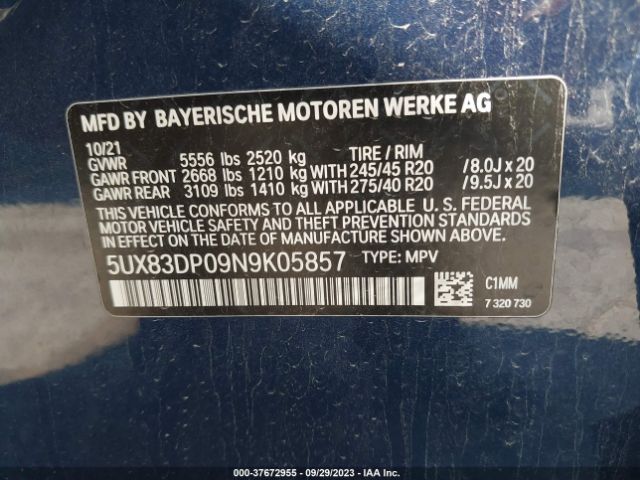 MFD BY BAYERISCHE MOTOREN WERKE AG
10/21
GVWR 5556 lbs 2520 kg TIRE / RIM
GAWR FRONT 2668 lbs 1210 kg WITH 245/45 R20 / 8.0J x 20
GAWR REAR 3109 lbs 1410 kg WITH 275/40 R20 / 9.5J x 20
THIS VEHICLE CONFORMS TO ALL APPLICABLE U. S. FEDERAL
MOTOR VEHICLE SAFETY AND THEFT PREVENTION STANDARDS
IN EFFECT ON THE DATE OF MANUFACTURE SHOWN ABOVE.
5UX83DP09N9K05857 TYPE: MPV
C1MM
7 320 730
000-37672955 - 09/29/2023 - IAA Inc.